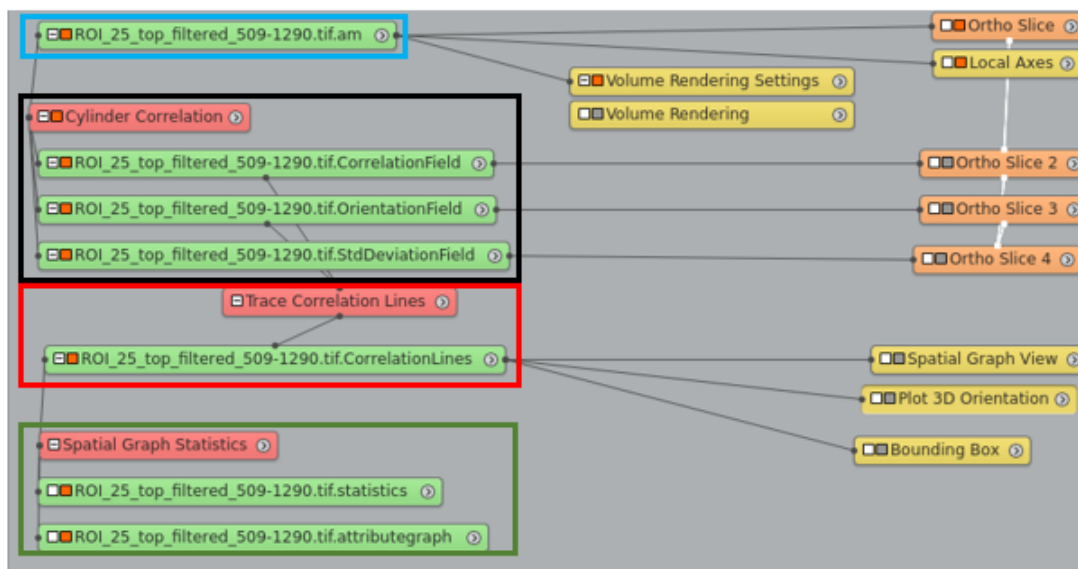 ROI_25_top_filtered_509-1290.tif.am
Ortho Slice
Local Axes
Volume Rendering Settings
Volume Rendering
Cylinder Correlation
ROI_25_top_filtered_509-1290.tif.CorrelationField
Ortho Slice 2
ROI_25_top_filtered_509-1290.tif.OrientationField
Ortho Slice 3
ROI_25_top_filtered_509-1290.tif.StdDeviationField
Ortho Slice 4
Trace Correlation Lines
ROI_25_top_filtered_509-1290.tif.CorrelationLines
Spatial Graph View
Plot 3D Orientation
Spatial Graph Statistics
Bounding Box
ROI_25_top_filtered_509-1290.tif.statistics
ROI_25_top_filtered_509-1290.tif.attributegraph